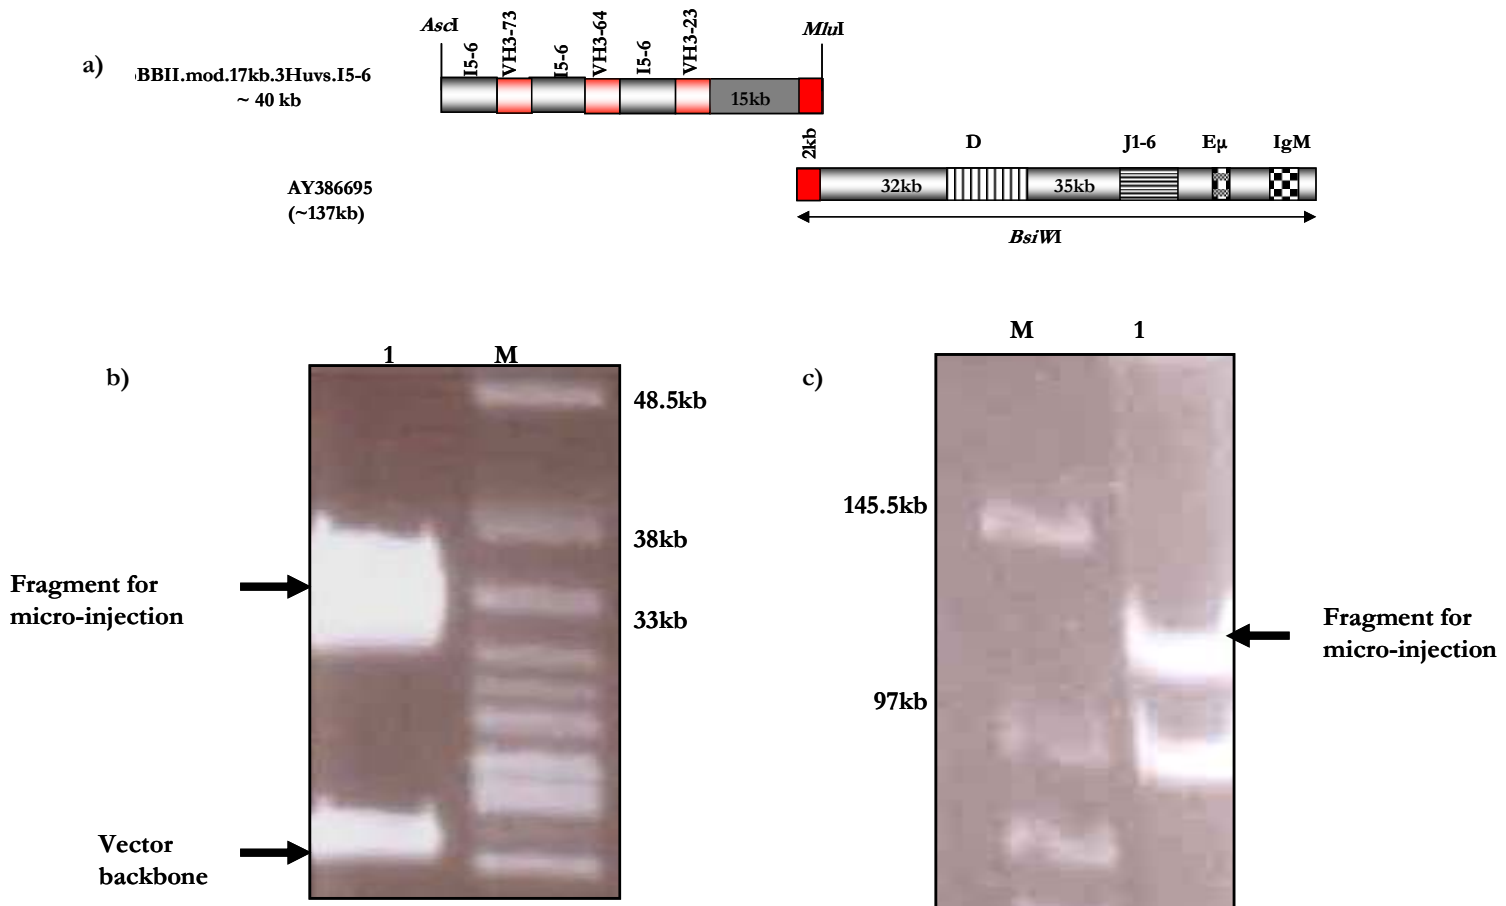 a)
AscI
I5-6
VH3-73
I5-6
VH3-64
I5-6
VH3-23
MluI
BBII.mod.17kb.3Huvs.I5-6
~ 40 kb
15kb
2kb
D
J1-6
Eµ
IgM
AY386695
(~137kb)
32kb
35kb
BsiWI
b)
1
M
48.5kb
38kb
33kb
Fragment for
micro-injection
Vector
backbone
c)
M
1
145.5kb
97kb
Fragment for
micro-injection